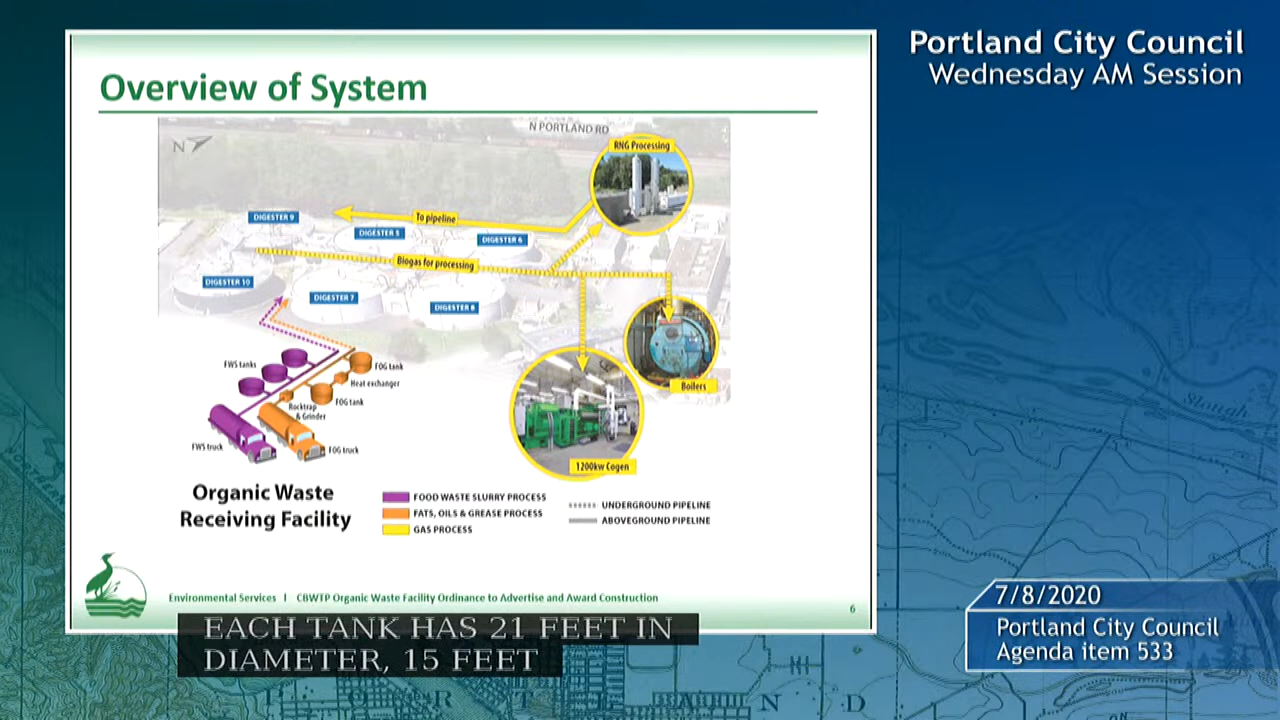 Portland City Council
Wednesday AM Session
Overview of System
N
N PORTLAND RD
RNG Processing
DIGESTER 9
To pipeline
DIGESTER 5
DIGESTER 6
Biogas for processing
DIGESTER 10
DIGESTER 7
DIGESTER 8
FWS tanks
FOG tank
Heat exchanger
FOG tank
Rocktrap
& Grinder
Boilers
FWS truck
FOG truck
1200kw Cogen
Organic Waste
Receiving Facility
FOOD WASTE SLURRY PROCESS
FATS, OILS & GREASE PROCESS
GAS PROCESS
UNDERGROUND PIPELINE
ABOVEGROUND PIPELINE
Environmental Services | CBWTP Organic Waste Facility Ordinance to Advertise and Award Construction
6
EACH TANK HAS 21 FEET IN
DIAMETER, 15 FEET
7/8/2020
Portland City Council
Agenda item 533
Slough
R T L A N D